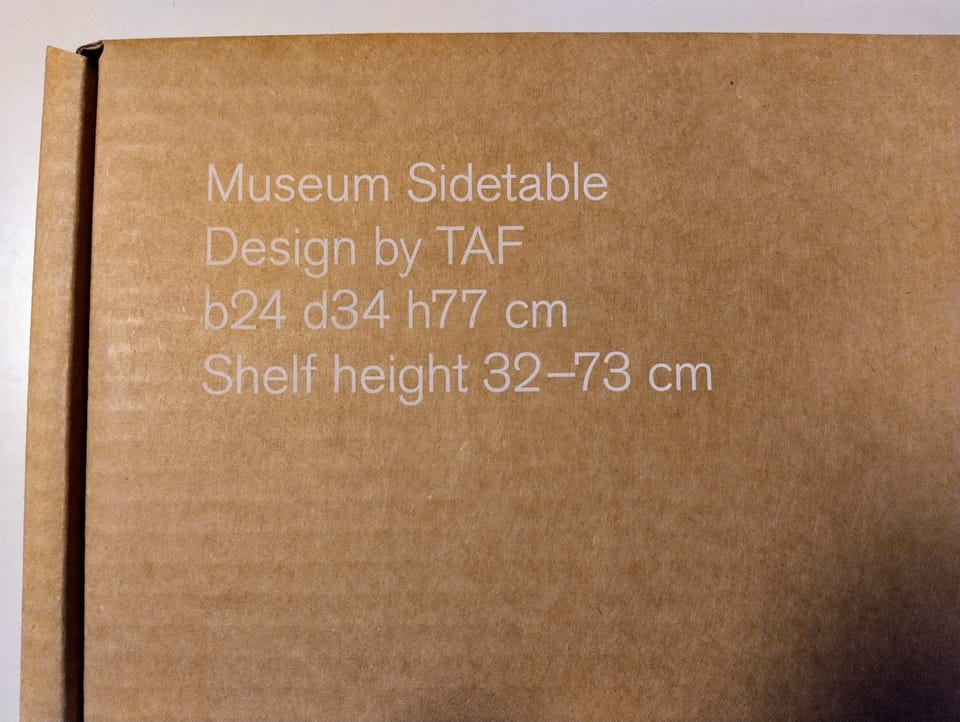 Museum Sidetable
Design by TAF
b24 d34 h77 cm
Shelf height 32–73 cm